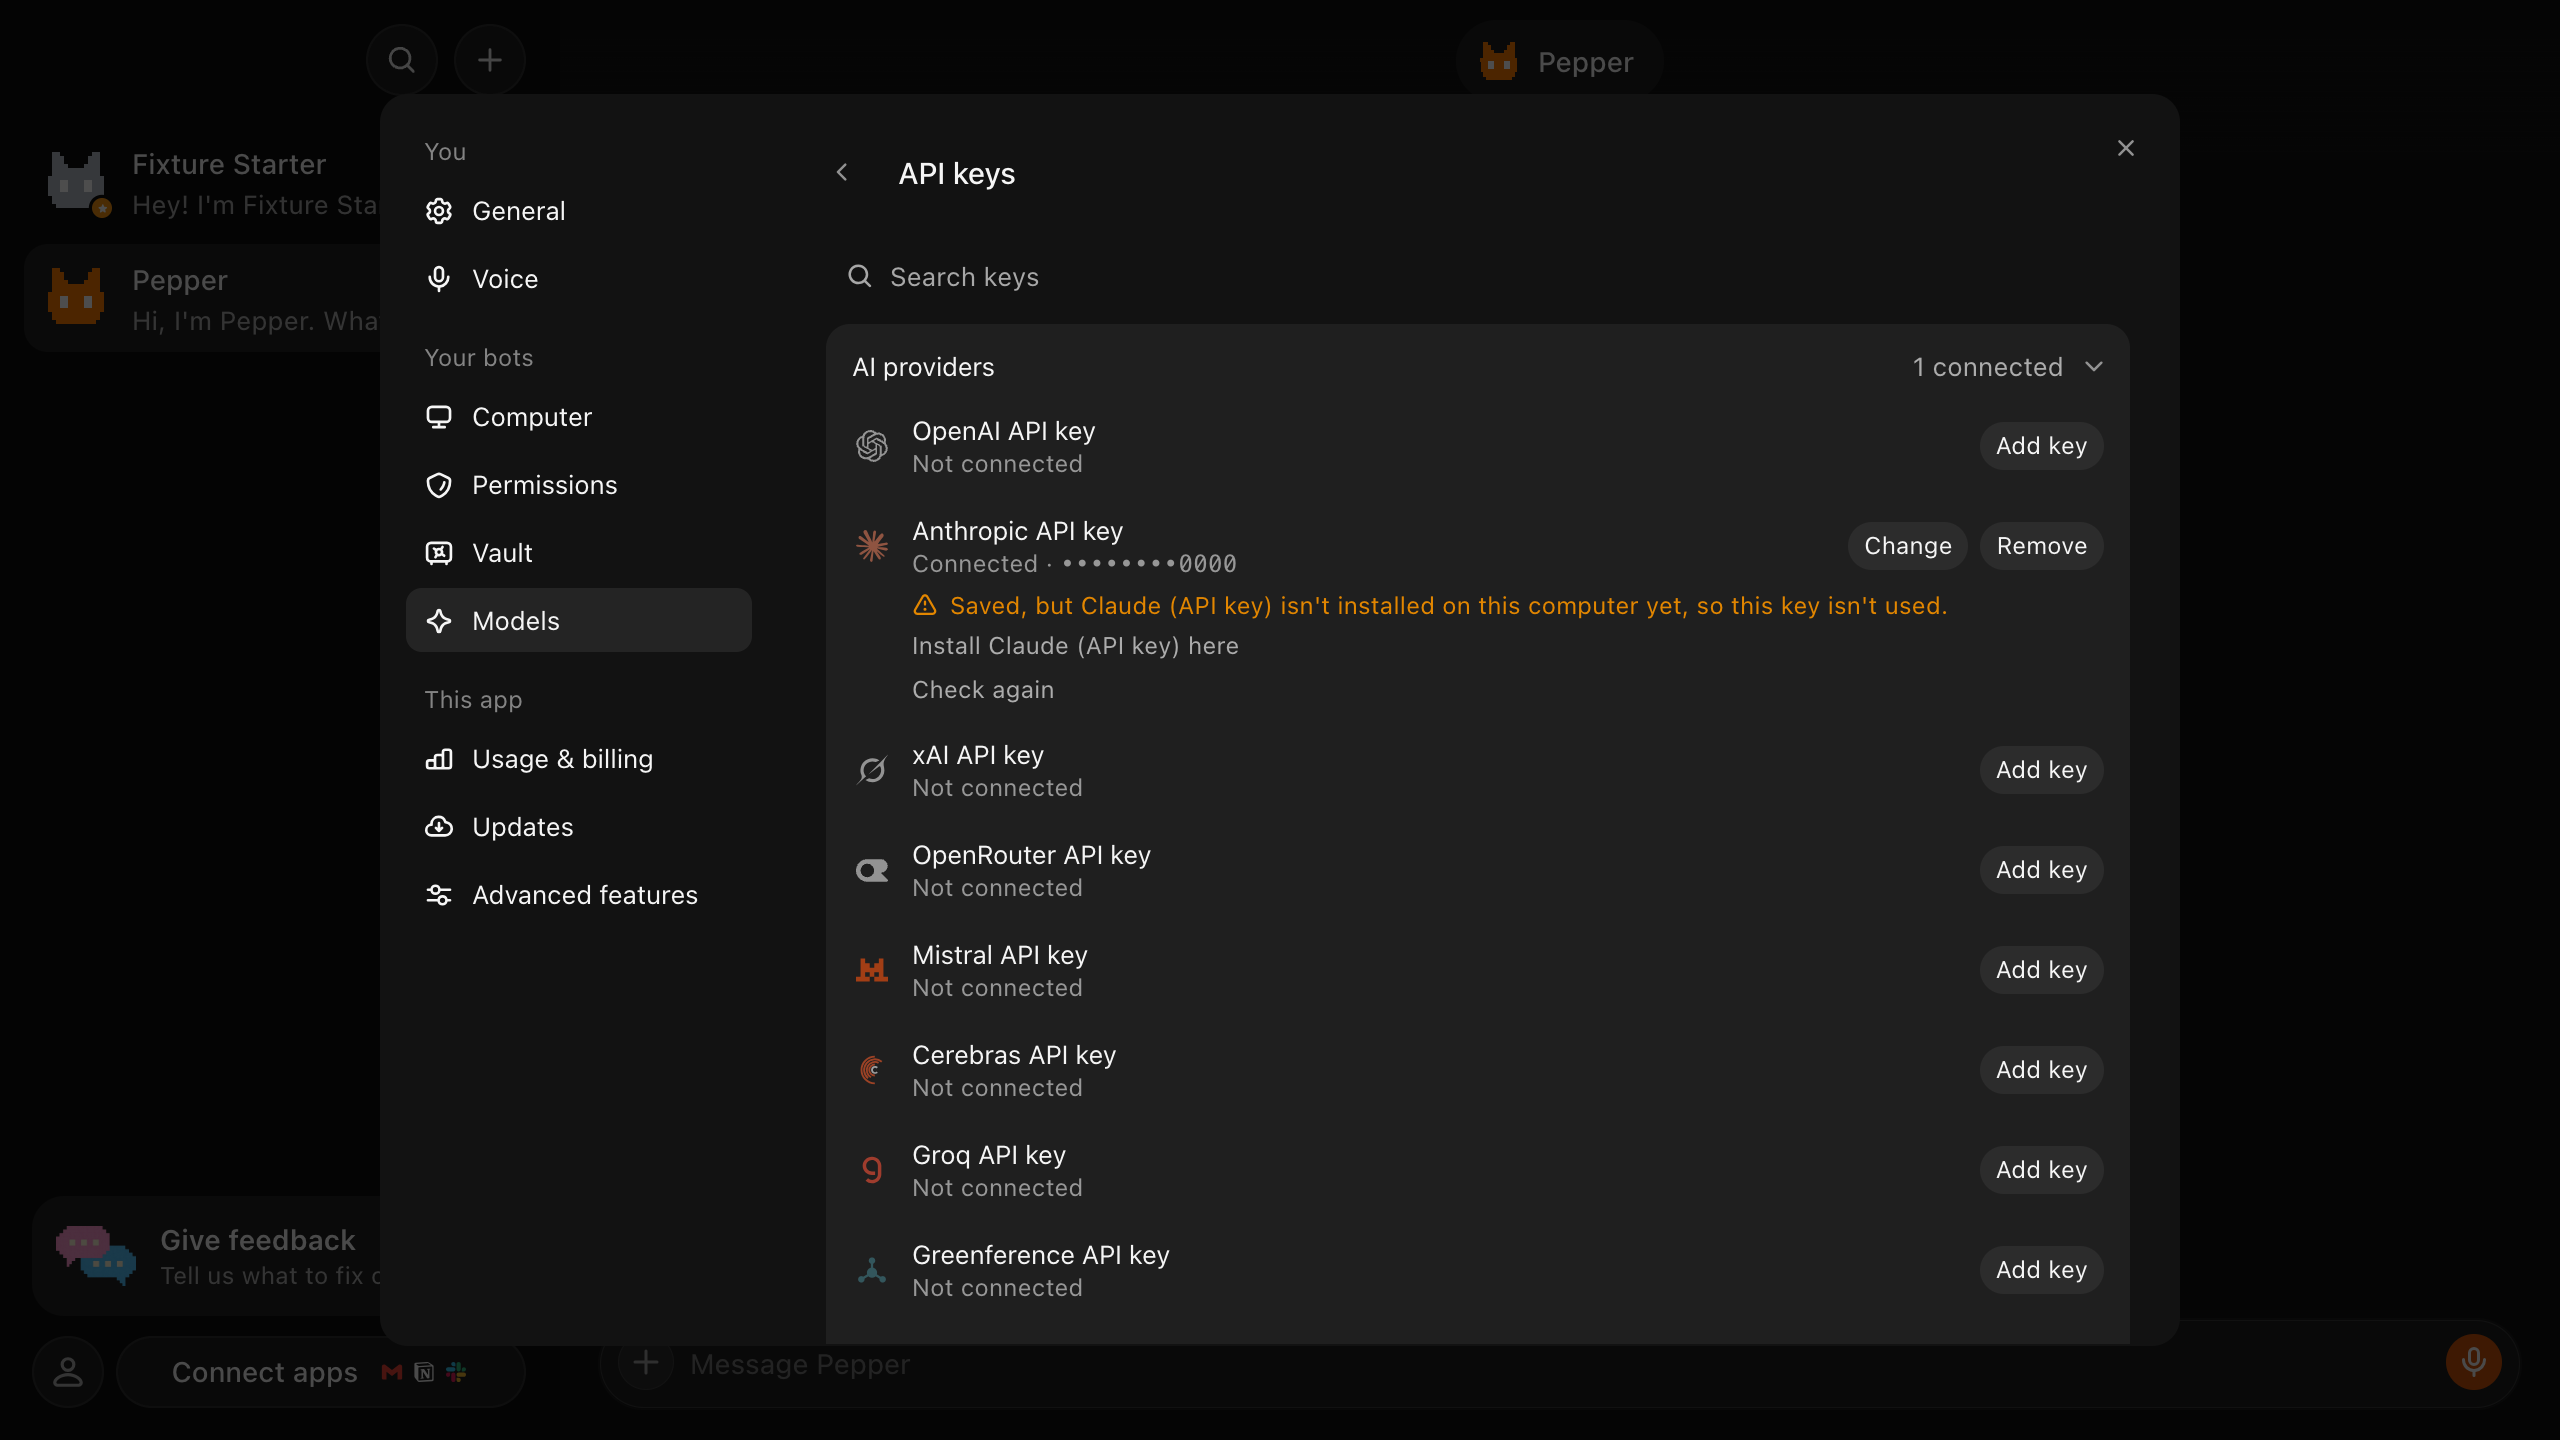 Pepper
Fixture Starter
Hey! I'm Fixture Sta
Pepper
Hi, I'm Pepper. Wha
You
General
Voice
Your bots
Computer
Permissions
Vault
Models
This app
Usage & billing
Updates
Advanced features
API keys
Search keys
AI providers
1 connected
OpenAI API key
Not connected
Add key
Anthropic API key
Connected · ••••••••0000
Change
Remove
Saved, but Claude (API key) isn't installed on this computer yet, so this key isn't used.
Install Claude (API key) here
Check again
xAI API key
Not connected
Add key
OpenRouter API key
Not connected
Add key
Mistral API key
Not connected
Add key
Cerebras API key
Not connected
Add key
Groq API key
Not connected
Add key
Greenference API key
Not connected
Add key
Give feedback
Tell us what to fix
Connect apps
Message Pepper